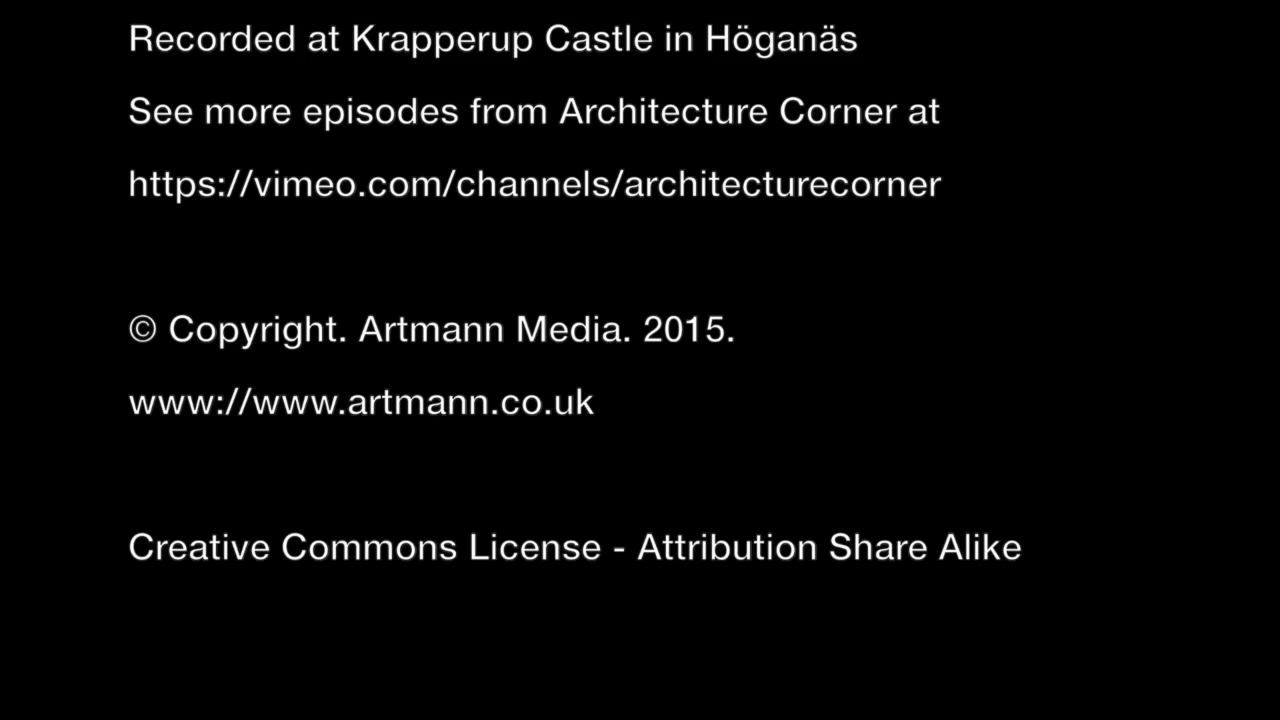 Recorded at Krapperup Castle in Höganäs
See more episodes from Architecture Corner at
https://vimeo.com/channels/architecturecorner
© Copyright. Artmann Media. 2015.
www://www.artmann.co.uk
Creative Commons License - Attribution Share Alike